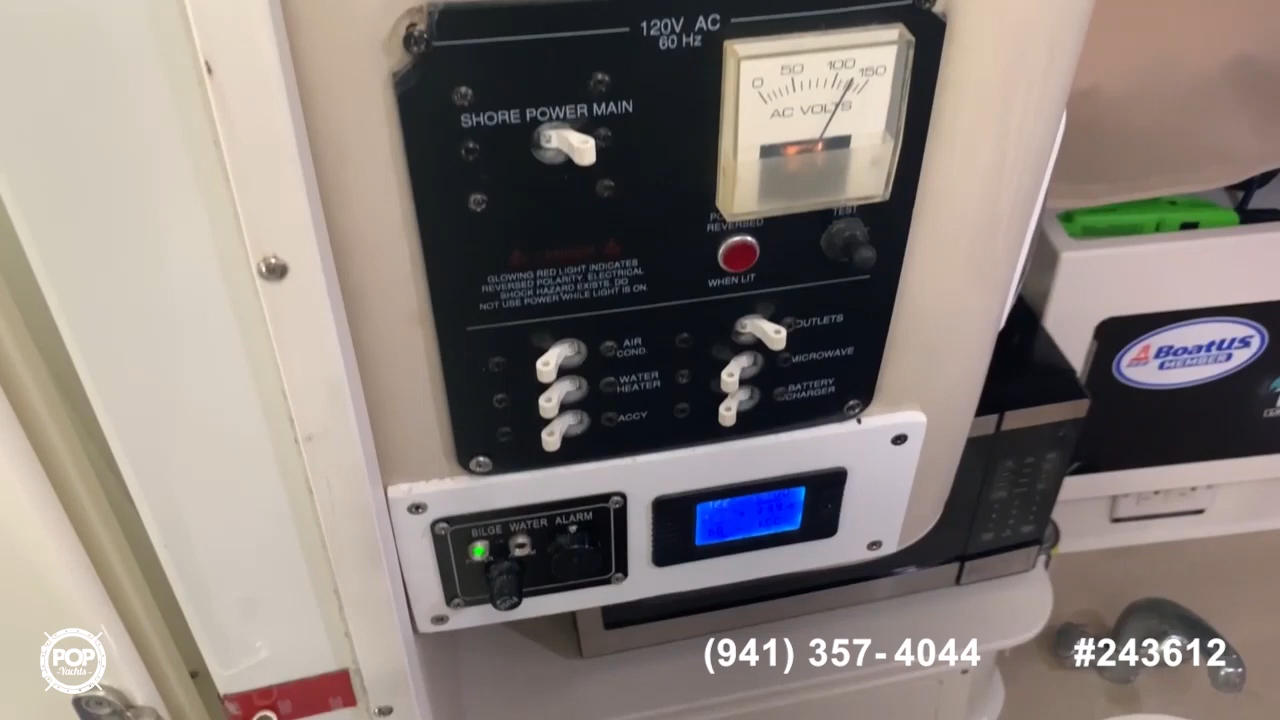 120V AC
60 Hz
SHORE POWER MAIN
0 50 100 150
AC VOLTS
REVERSED
TEST
WHEN LIT
GLOWING RED LIGHT INDICATES
REVERSED POLARITY. ELECTRICAL
SHOCK HAZARD EXISTS. DO
NOT USE POWER WHILE LIGHT IS ON.
AIR
COND.
WATER
HEATER
ACCY
OUTLETS
MICROWAVE
BATTERY
CHARGER
BILGE WATER ALARM
BoatUS
MEMBER
POP
Yachts
(941) 357-4044
#243612